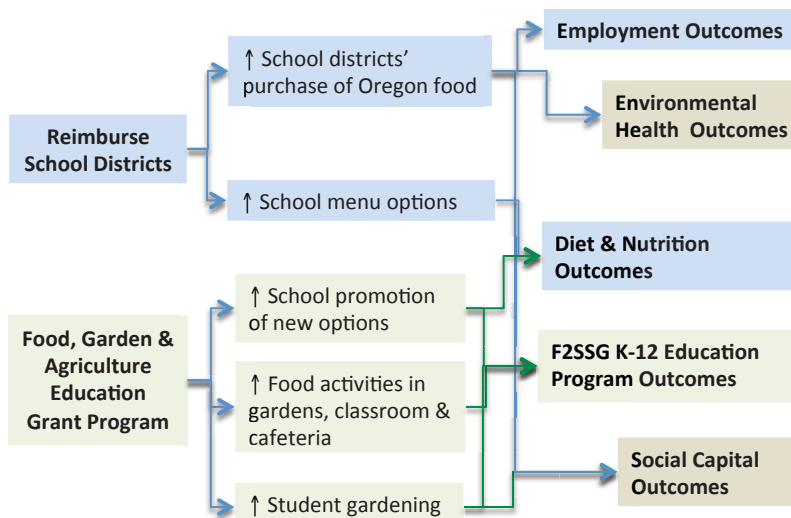 Reimburse
School Districts
↑ School districts’
purchase of Oregon food
↑ School menu options
Employment Outcomes
Environmental
Health Outcomes
Diet & Nutrition
Outcomes
Food, Garden &
Agriculture
Education
Grant Program
↑ School promotion
of new options
↑ Food activities in
gardens, classroom &
cafeteria
↑ Student gardening
F2SSG K-12 Education
Program Outcomes
Social Capital
Outcomes